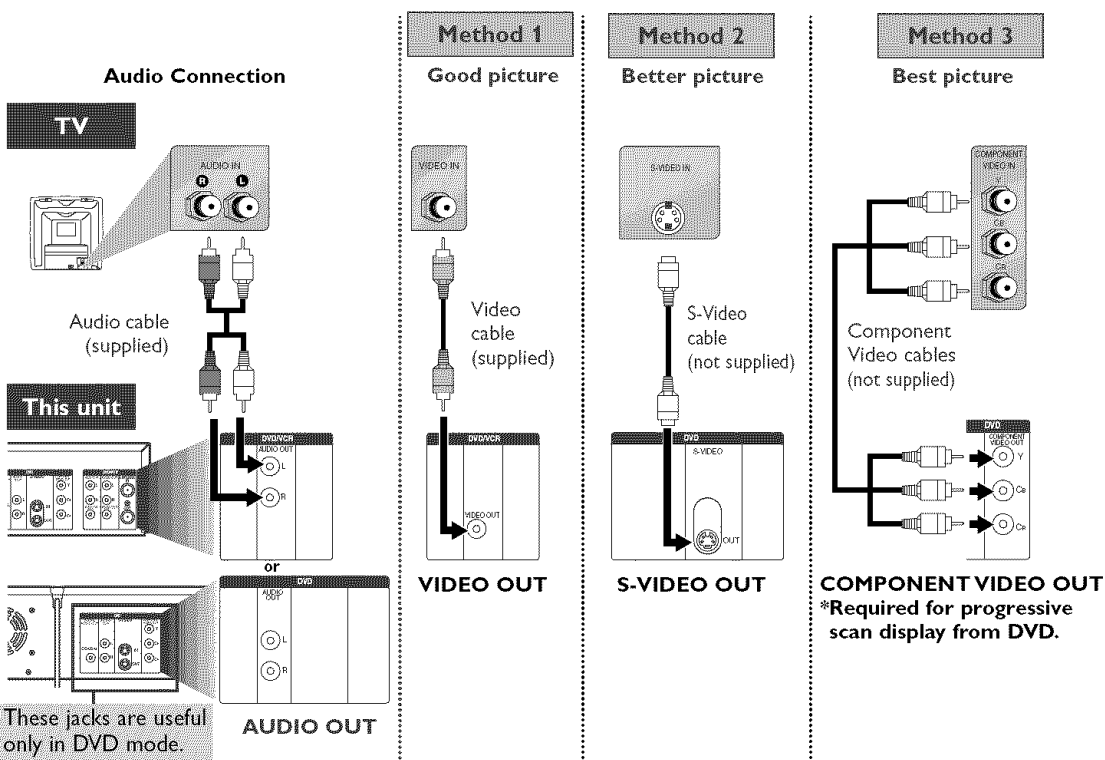 Audio Connection
TV
AUDIO IN
R L
Audio cable
(supplied)
This unit
DVD/VCR
AUDIO OUT
L
R
or
DVD
AUDIO
OUT
L
R
These jacks are useful
only in DVD mode.
AUDIO OUT
Method 1
Good picture
VIDEO IN
Video
cable
(supplied)
DVD/VCR
VIDEO OUT
VIDEO OUT
Method 2
Better picture
S-VIDEO IN
S-Video
cable
(not supplied)
DVD
S-VIDEO
OUT
S-VIDEO OUT
Method 3
Best picture
COMPONENT
VIDEO IN
Y
CB
CR
Component
Video cables
(not supplied)
DVD
COMPONENT
VIDEO OUT
Y
CB
CR
COMPONENT VIDEO OUT
*Required for progressive
scan display from DVD.